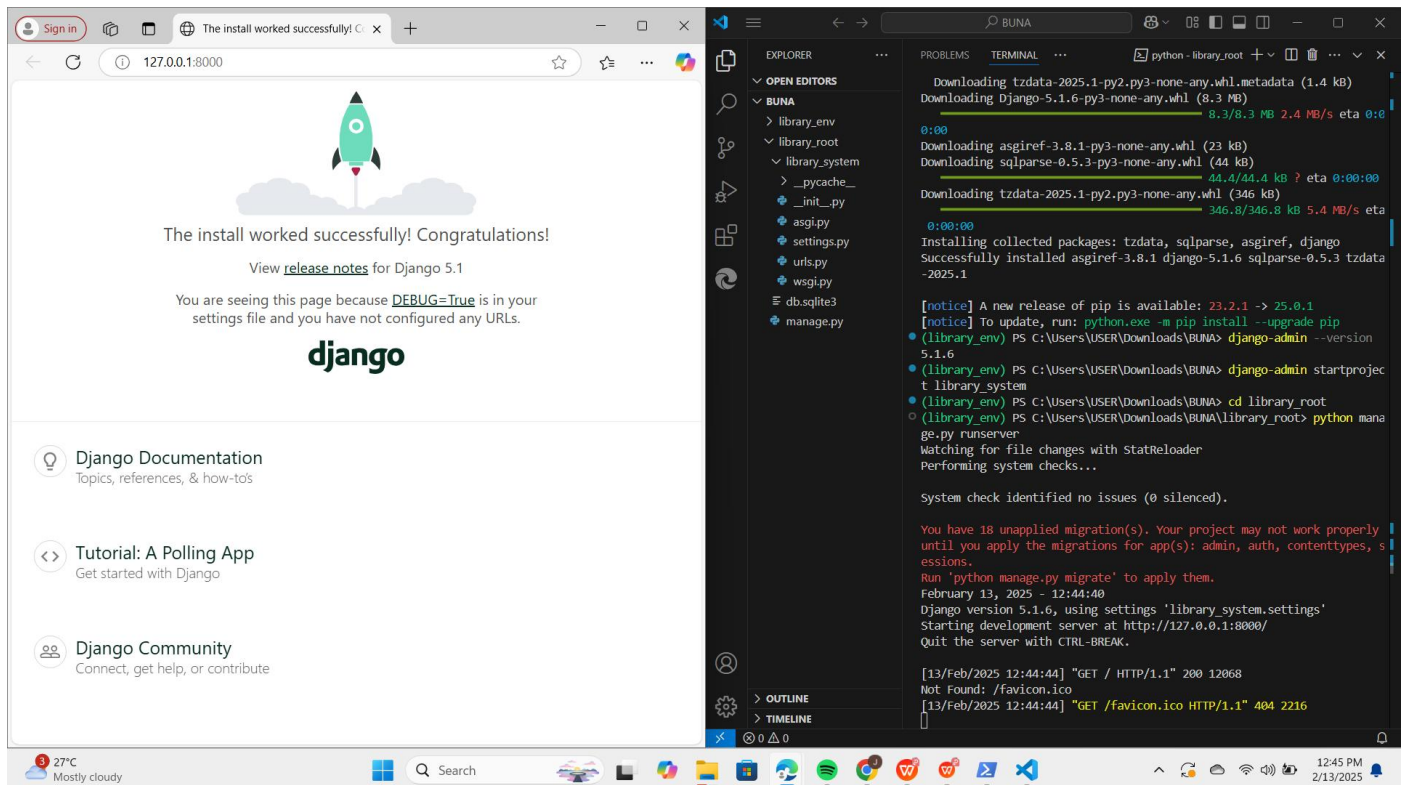 Sign in
The install worked successfully! Co
127.0.0.1:8000
The install worked successfully! Congratulations!
View release notes for Django 5.1
You are seeing this page because DEBUG=True is in your
settings file and you have not configured any URLs.
django
Django Documentation
Topics, references, & how-to's
Tutorial: A Polling App
Get started with Django
Django Community
Connect, get help, or contribute
BUNA
EXPLORER
OPEN EDITORS
BUNA
library_env
library_root
library_system
__pycache__
__init__.py
asgi.py
settings.py
urls.py
wsgi.py
db.sqlite3
manage.py
OUTLINE
TIMELINE
PROBLEMS TERMINAL
python - library_root
Downloading tzdata-2025.1-py2.py3-none-any.whl.metadata (1.4 kB)
Downloading Django-5.1.6-py3-none-any.whl (8.3 MB)
8.3/8.3 MB 2.4 MB/s eta 0:0
0:00
Downloading asgiref-3.8.1-py3-none-any.whl (23 kB)
Downloading sqlparse-0.5.3-py3-none-any.whl (44 kB)
44.4/44.4 kB ? eta 0:00:00
Downloading tzdata-2025.1-py2.py3-none-any.whl (346 kB)
346.8/346.8 kB 5.4 MB/s eta
0:00:00
Installing collected packages: tzdata, sqlparse, asgiref, django
Successfully installed asgiref-3.8.1 django-5.1.6 sqlparse-0.5.3 tzdata
-2025.1
[notice] A new release of pip is available: 23.2.1 -> 25.0.1
[notice] To update, run: python.exe -m pip install --upgrade pip
(library_env) PS C:\Users\USER\Downloads\BUNA> django-admin --version
5.1.6
(library_env) PS C:\Users\USER\Downloads\BUNA> django-admin startprojec
t library_system
(library_env) PS C:\Users\USER\Downloads\BUNA> cd library_root
(library_env) PS C:\Users\USER\Downloads\BUNA\library_root> python mana
ge.py runserver
Watching for file changes with StatReloader
Performing system checks...
System check identified no issues (0 silenced).
You have 18 unapplied migration(s). Your project may not work properly
until you apply the migrations for app(s): admin, auth, contenttypes, s
essions.
Run 'python manage.py migrate' to apply them.
February 13, 2025 - 12:44:40
Django version 5.1.6, using settings 'library_system.settings'
Starting development server at http://127.0.0.1:8000/
Quit the server with CTRL-BREAK.
[13/Feb/2025 12:44:44] "GET / HTTP/1.1" 200 12068
Not Found: /favicon.ico
[13/Feb/2025 12:44:44] "GET /favicon.ico HTTP/1.1" 404 2216
0 0
3
27°C
Mostly cloudy
Search
12:45 PM
2/13/2025